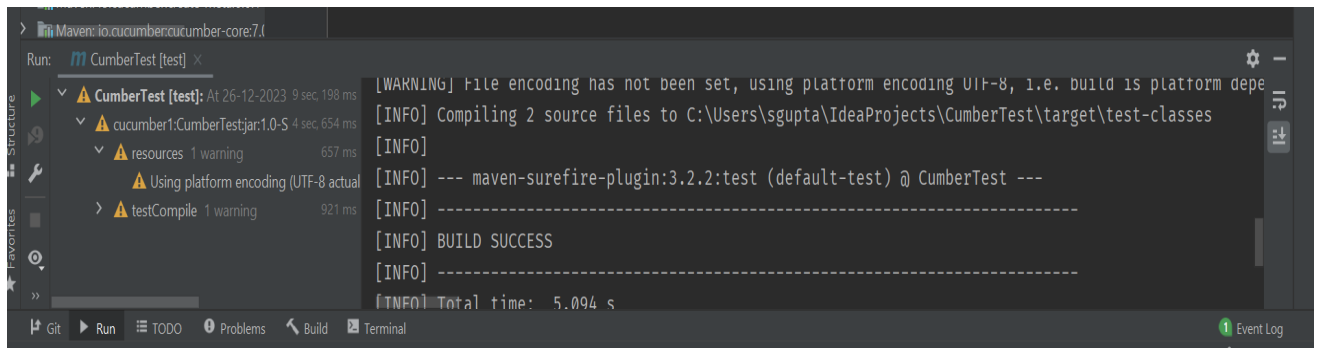 Maven: io.cucumber:cucumber-core:7.(
Run: CumberTest [test]
CumberTest [test]: At 26-12-2023 9 sec, 198 ms
cucumber1:CumberTest:jar:1.0-S 4 sec, 654 ms
resources 1 warning 657 ms
Using platform encoding (UTF-8 actual
testCompile 1 warning 921 ms
[WARNING] File encoding has not been set, using platform encoding UTF-8, i.e. build is platform depe
[INFO] Compiling 2 source files to C:\Users\sgupta\IdeaProjects\CumberTest\target\test-classes
[INFO]
[INFO] --- maven-surefire-plugin:3.2.2:test (default-test) @ CumberTest ---
[INFO] ------------------------------------------------------------------------
[INFO] BUILD SUCCESS
[INFO] ------------------------------------------------------------------------
[INFO] Total time: 5.094 s
Structure
Favorites
Git Run TODO Problems Build Terminal
1 Event Log